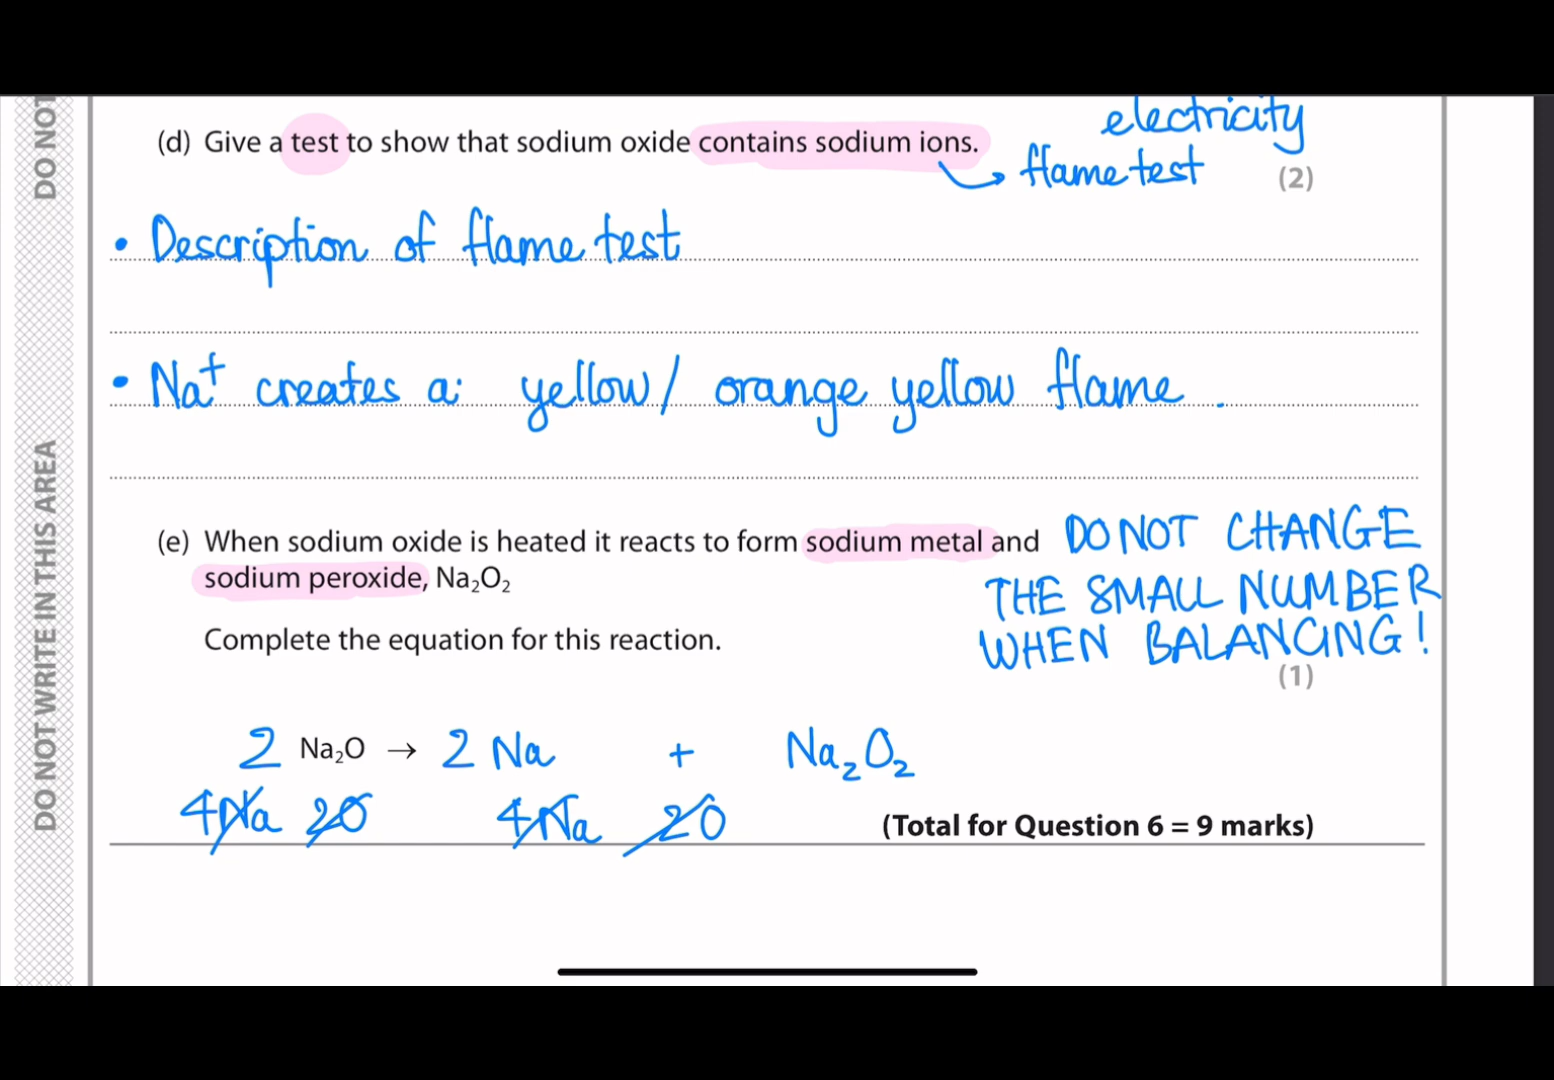 DO NOT
electricity
(d) Give a test to show that sodium oxide contains sodium ions.
flame test
(2)
• Description of flame test
• Na⁺ creates a: yellow/ orange yellow flame.
DO NOT WRITE IN THIS AREA
(e) When sodium oxide is heated it reacts to form sodium metal and
sodium peroxide, Na₂O₂
DO NOT CHANGE
THE SMALL NUMBER
WHEN BALANCING!
Complete the equation for this reaction.
(1)
2 Na₂O → 2 Na + Na₂O₂
4Na 2O 4Na 2O
(Total for Question 6 = 9 marks)